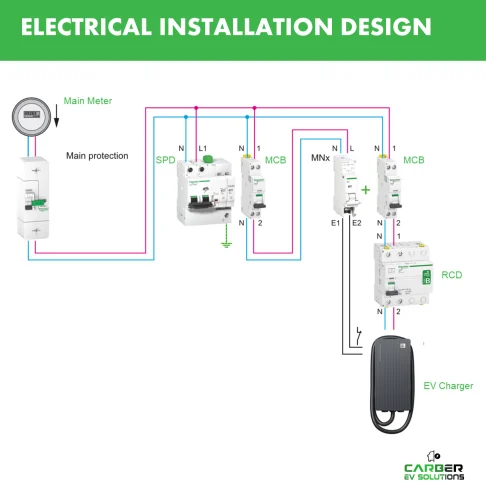 ELECTRICAL INSTALLATION DESIGN
Main Meter
Main protection
N L1
SPD
N 1
MCB
N 2
N L
MNx
E1 E2
+
N 1
MCB
N 2
N 1
RCD
B
N 2
EV Charger
CARBER
EV SOLUTIONS